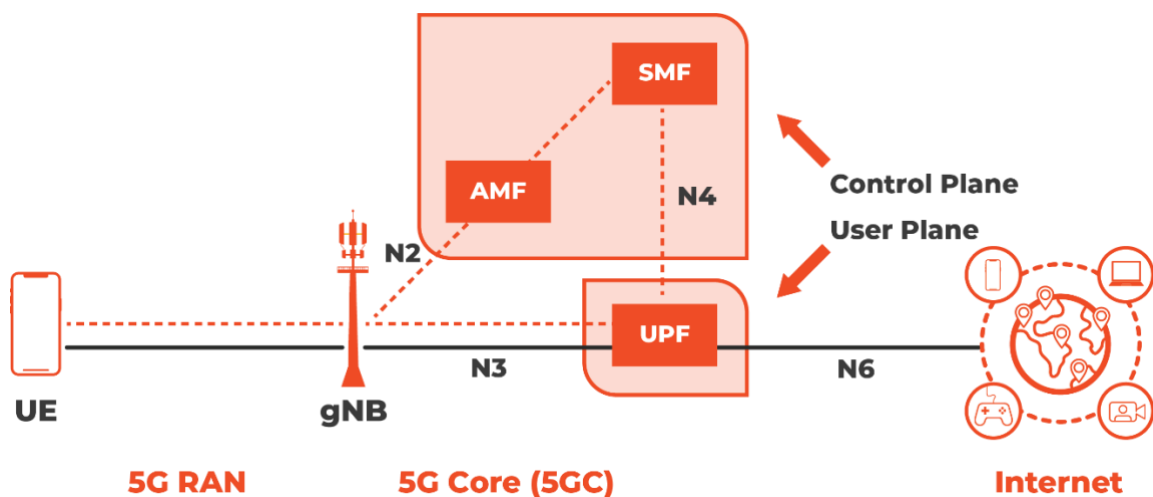 SMF
AMF
N4
Control Plane
User Plane
N2
UPF
N3
N6
UE
gNB
5G RAN
5G Core (5GC)
Internet